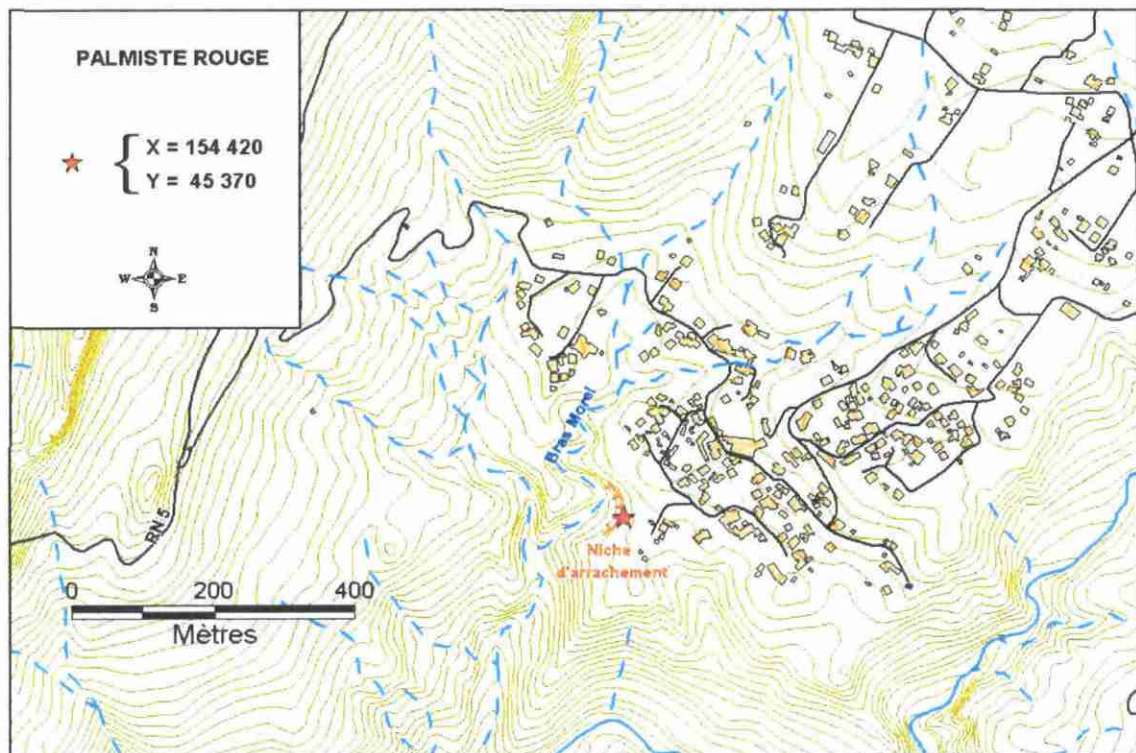 PALMISTE ROUGE
X = 154 420
Y = 45 370
N
W E
S
Bras Morel
RN 5
Niche
d'arrachement
0 200 400
Mètres